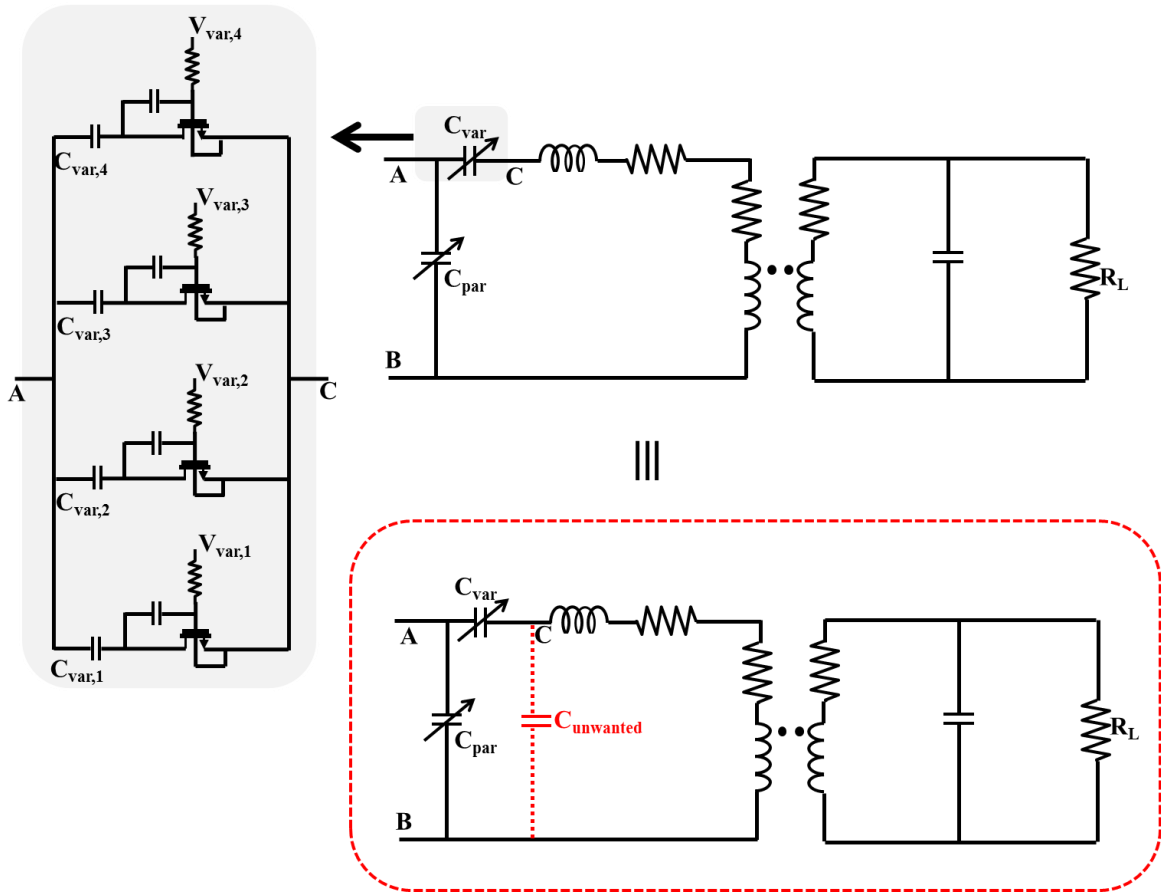 V_var,4
C_var,4
V_var,3
C_var,3
A
C
V_var,2
C_var,2
V_var,1
C_var,1
C_var
A
C
C_par
B
R_L
C_var
A
C
C_unwanted
C_par
B
R_L